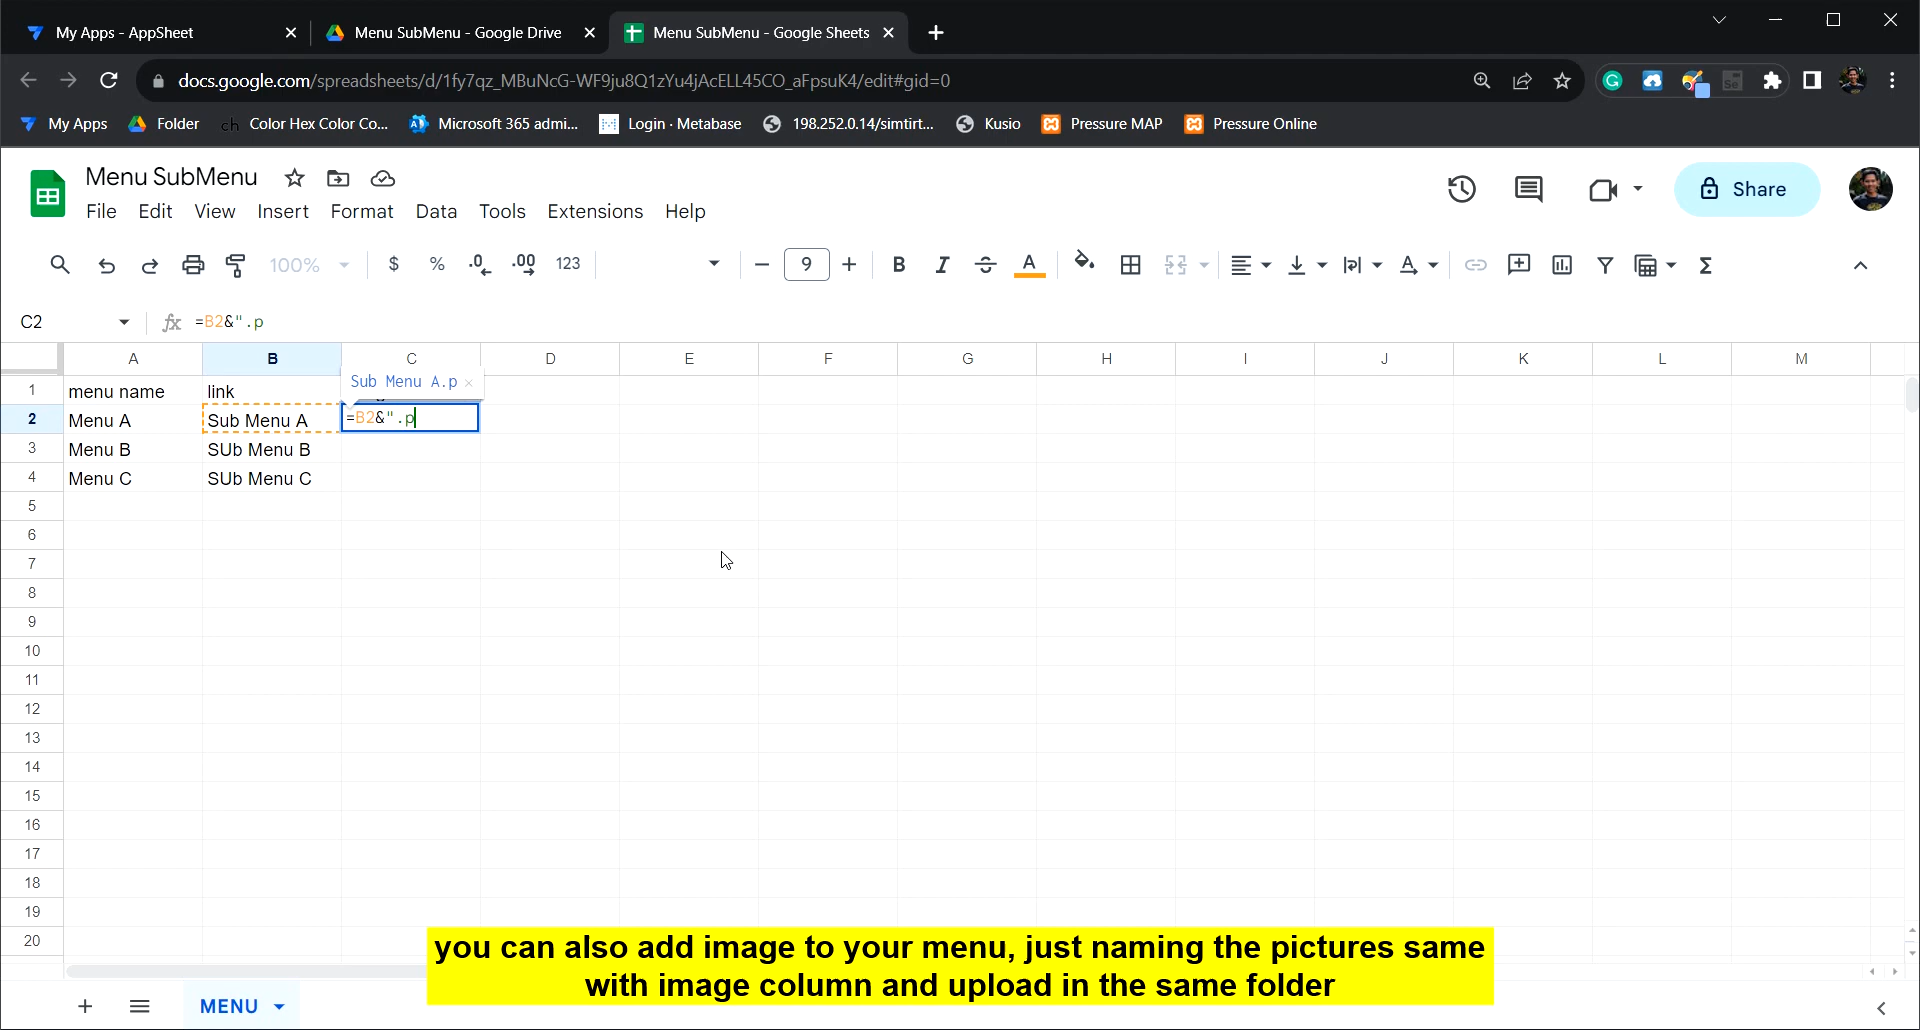 My Apps - AppSheet
Menu SubMenu - Google Drive
Menu SubMenu - Google Sheets
docs.google.com/spreadsheets/d/1fy7qz_MBuNcG-WF9ju8Q1zYu4jAcELL45CO_aFpsuK4/edit#gid=0
My Apps
Folder
ch Color Hex Color Co...
Microsoft 365 admi...
Login · Metabase
198.252.0.14/simtirt...
Kusio
Pressure MAP
Pressure Online
Menu SubMenu
Share
File Edit View Insert Format Data Tools Extensions Help
100% $ % .0 .00 123 9 B I S A Σ
C2 fx =B2&".p
A B C D E F G H I J K L M
Sub Menu A.p ×
1 menu name link
2 Menu A Sub Menu A =B2&".p
3 Menu B SUb Menu B
4 Menu C SUb Menu C
5
6
7
8
9
10
11
12
13
14
15
16
17
18
19
20
you can also add image to your menu, just naming the pictures same
with image column and upload in the same folder
MENU